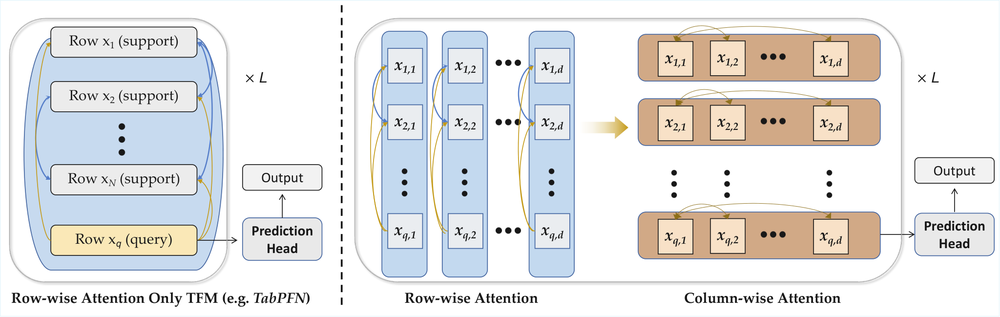 Row x1 (support)
Row x2 (support)
Row xN (support)
Row xq (query)
× L
Output
Prediction
Head
Row-wise Attention Only TFM (e.g. TabPFN)
x1,1 x1,2 x1,d
x2,1 x2,2 x2,d
xq,1 xq,2 xq,d
Row-wise Attention
x1,1 x1,2 x1,d
x2,1 x2,2 x2,d
xq,1 xq,2 xq,d
Column-wise Attention
× L
Output
Prediction
Head